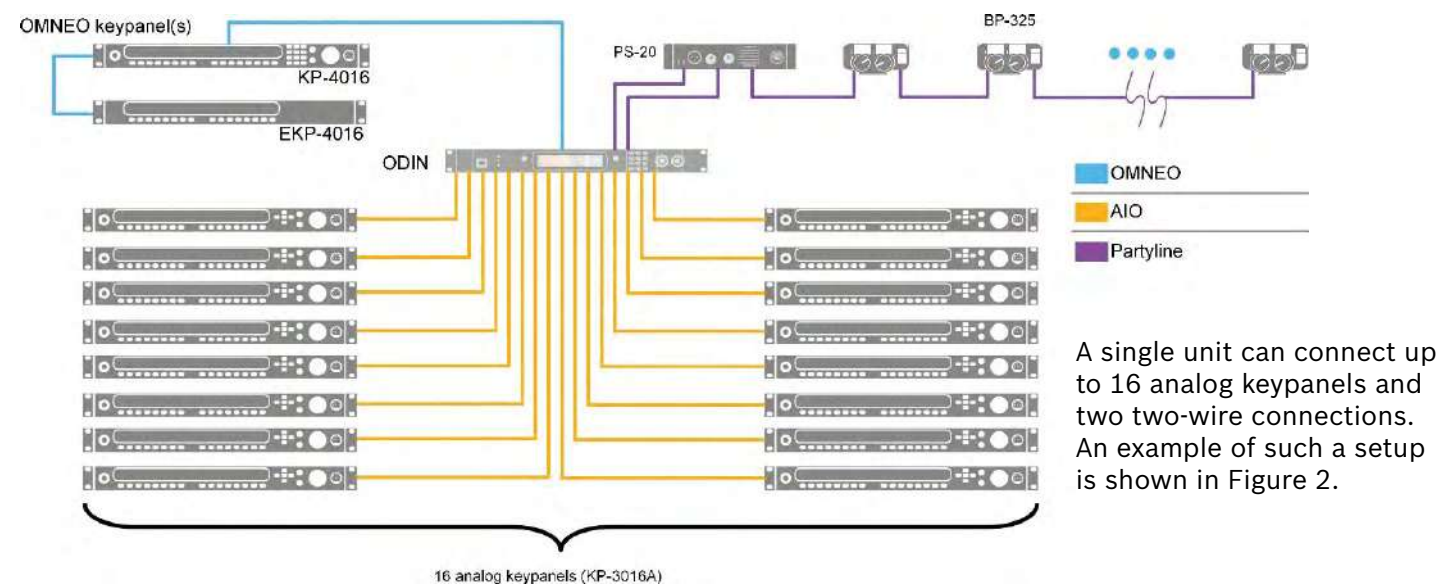 OMNEO keypanel(s)
KP-4016
EKP-4016
PS-20
BP-325
ODIN
OMNEO
AIO
Partyline
A single unit can connect up
to 16 analog keypanels and
two two-wire connections.
An example of such a setup
is shown in Figure 2.
16 analog keypanels (KP-3016A)